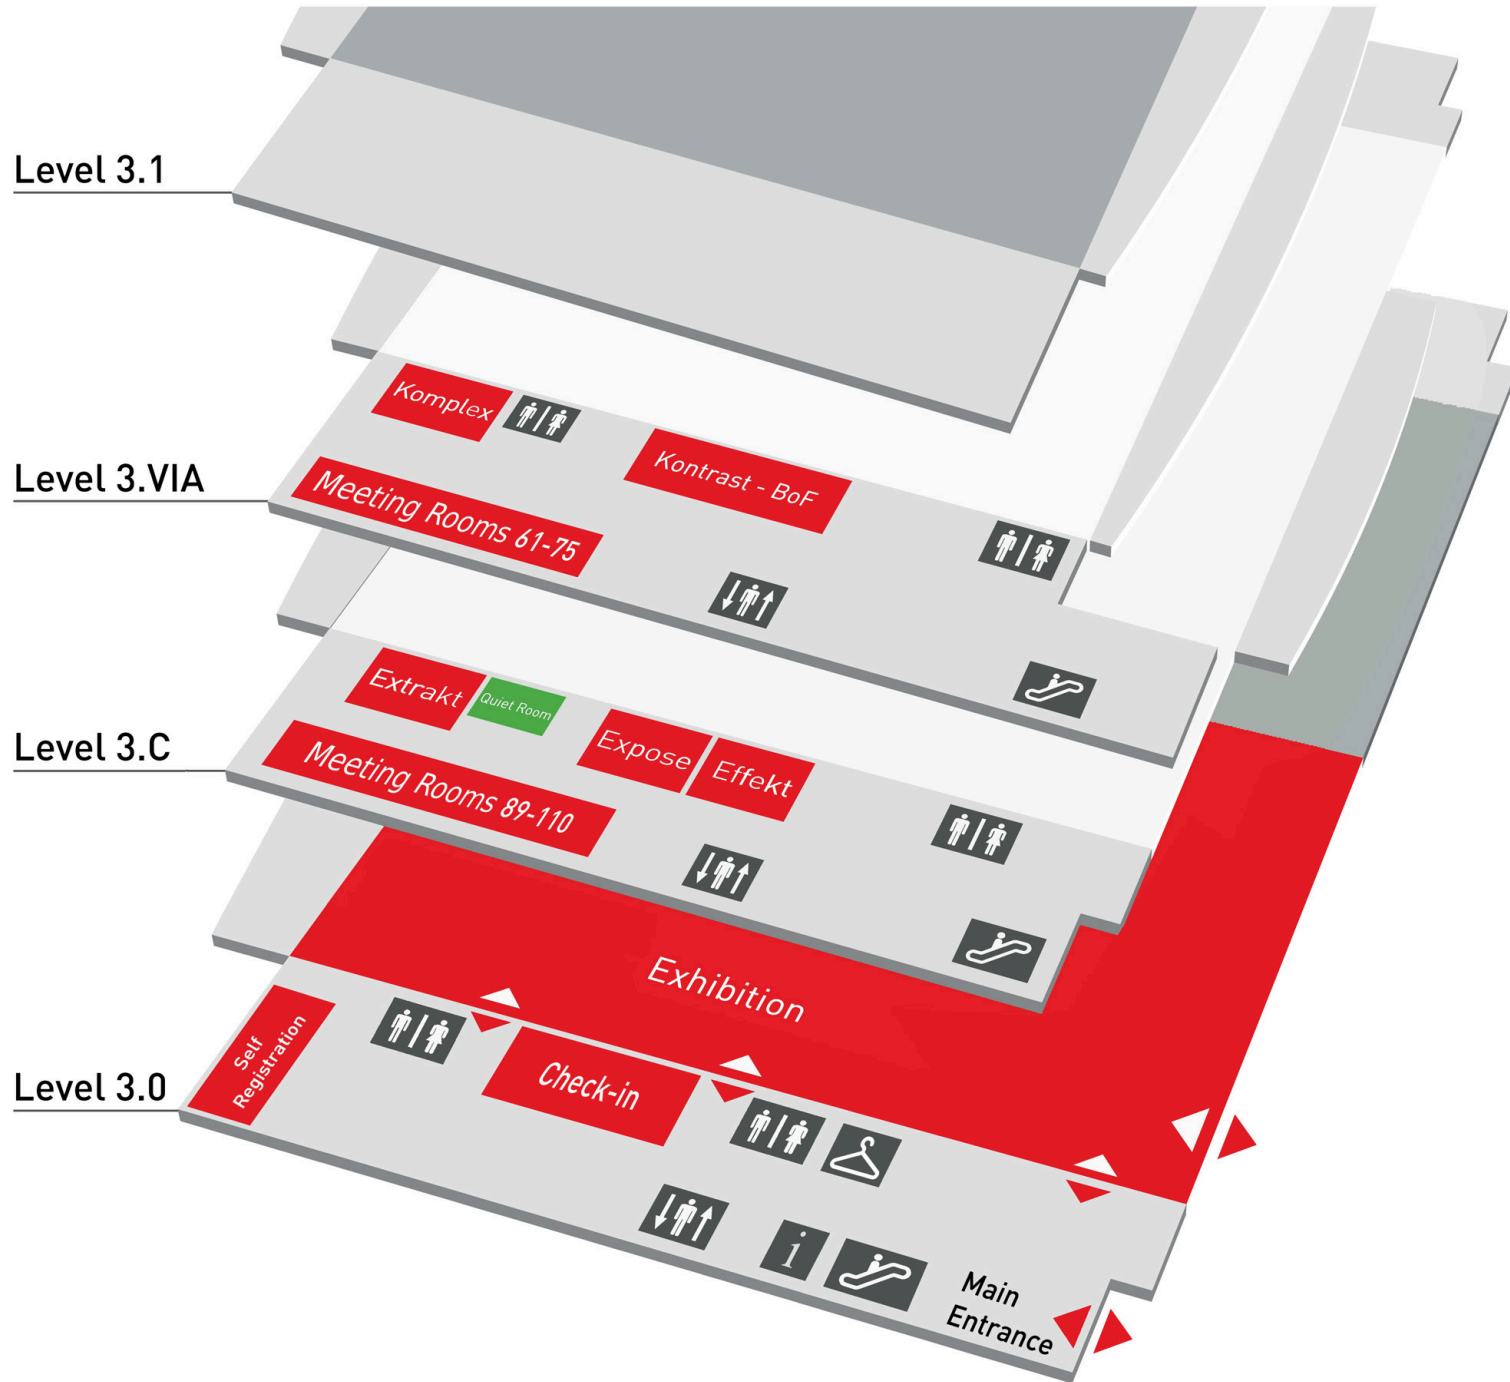 Level 3.1
Komplex
Kontrast - BoF
Level 3.VIA
Meeting Rooms 61-75
Extrakt
Quiet Room
Expose
Effekt
Level 3.C
Meeting Rooms 89-110
Exhibition
Self
Registration
Check-in
Level 3.0
i
Main
Entrance